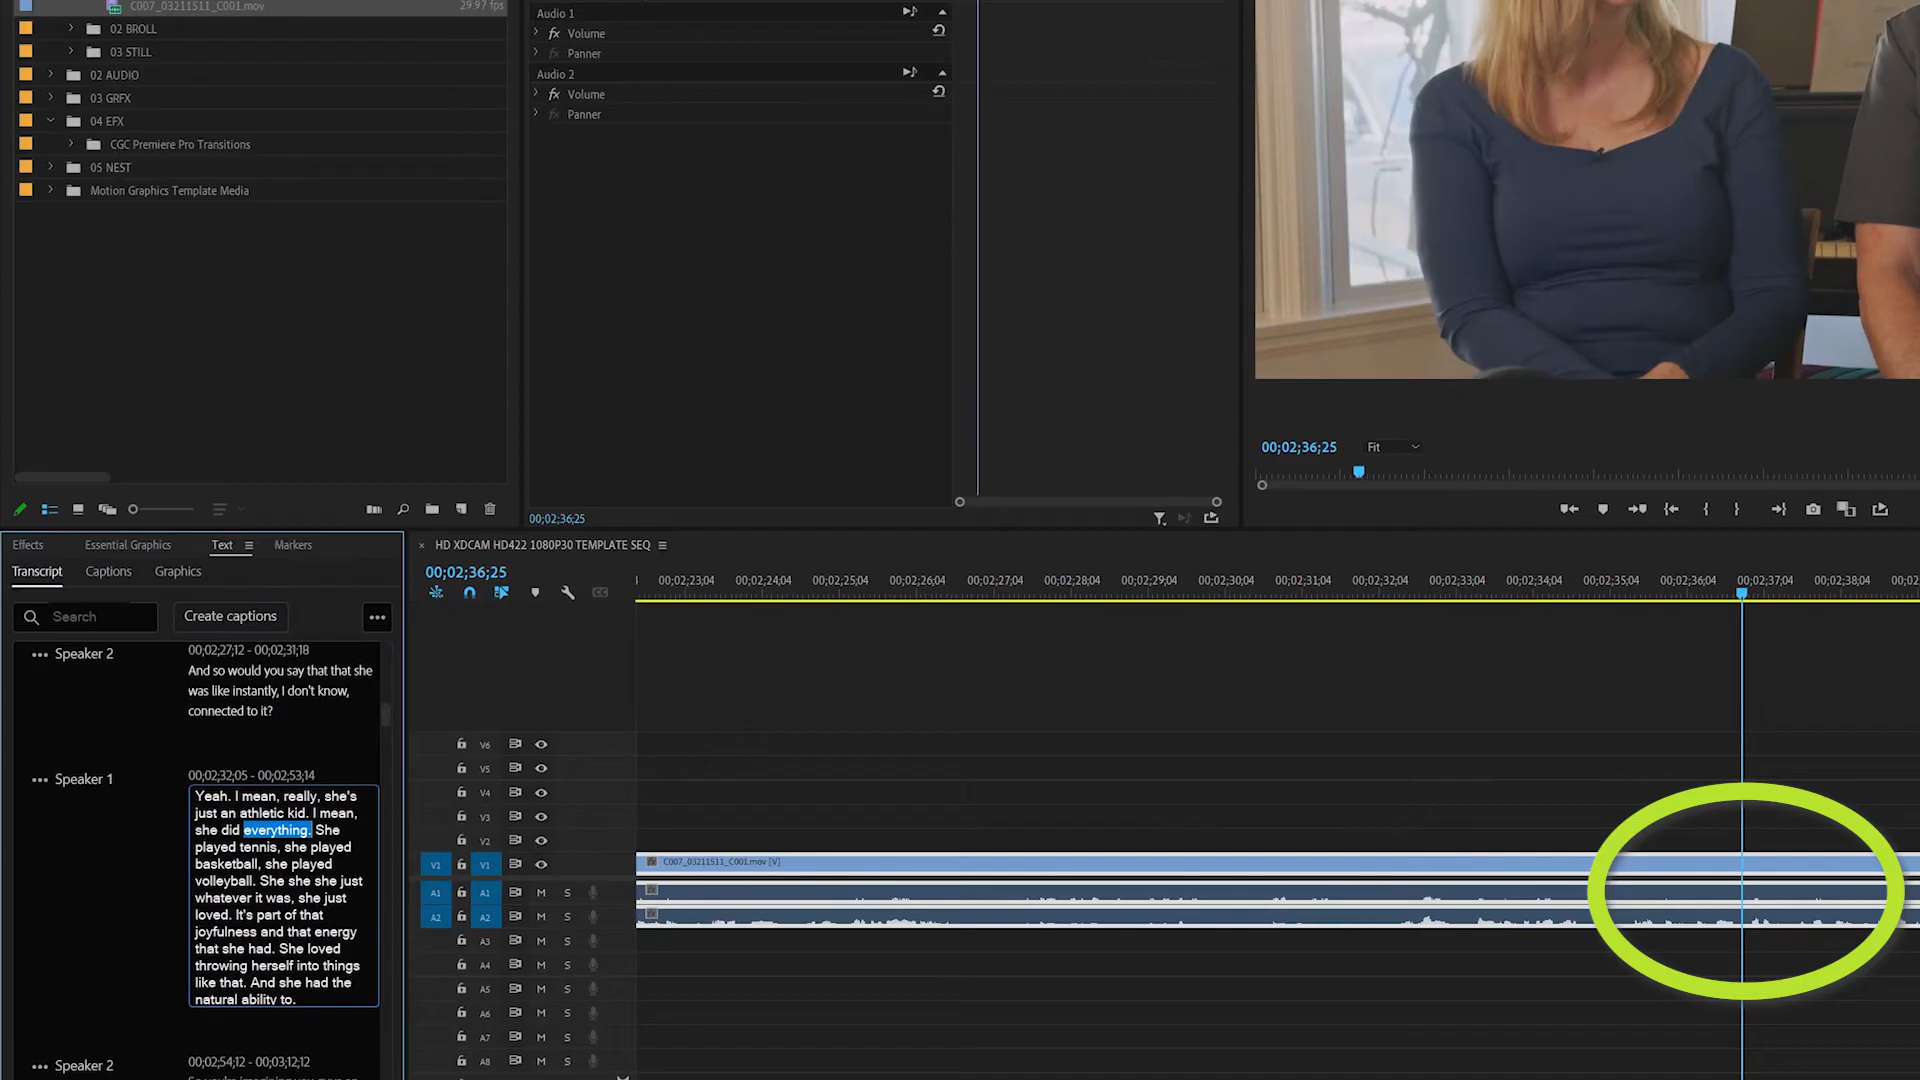 C007_03211511_C001.mov 29.97 fps
02 BROLL
03 STILL
02 AUDIO
03 GRFX
04 EFX
CGC Premiere Pro Transitions
05 NEST
Motion Graphics Template Media
Audio 1
fx Volume
fx Panner
Audio 2
fx Volume
fx Panner
00;02;36;25
00;02;36;25 Fit
Effects Essential Graphics Text Markers
Transcript Captions Graphics
Search Create captions
Speaker 2 00;02;27;12 - 00;02;31;18
And so would you say that that she
was like instantly, I don't know,
connected to it?
Speaker 1 00;02;32;05 - 00;02;53;14
Yeah. I mean, really, she's
just an athletic kid. I mean,
she did everything. She
played tennis, she played
basketball, she played
volleyball. She she she just
whatever it was, she just
loved. It's part of that
joyfulness and that energy
that she had. She loved
throwing herself into things
like that. And she had the
natural ability to.
Speaker 2 00;02;54;12 - 00;03;12;12
HD XDCAM HD422 1080P30 TEMPLATE SEQ
00;02;36;25
00;02;23;04 00;02;24;04 00;02;25;04 00;02;26;04 00;02;27;04 00;02;28;04 00;02;29;04 00;02;30;04 00;02;31;04 00;02;32;04 00;02;33;04 00;02;34;04 00;02;35;04 00;02;36;04 00;02;37;04 00;02;38;04 00;02
V6
V5
V4
V3
V2
V1 V1 C007_03211511_C001.mov [V]
A1 A1 M S
A2 A2 M S
A3 M S
A4 M S
A5 M S
A6 M S
A7 M S
A8 M S